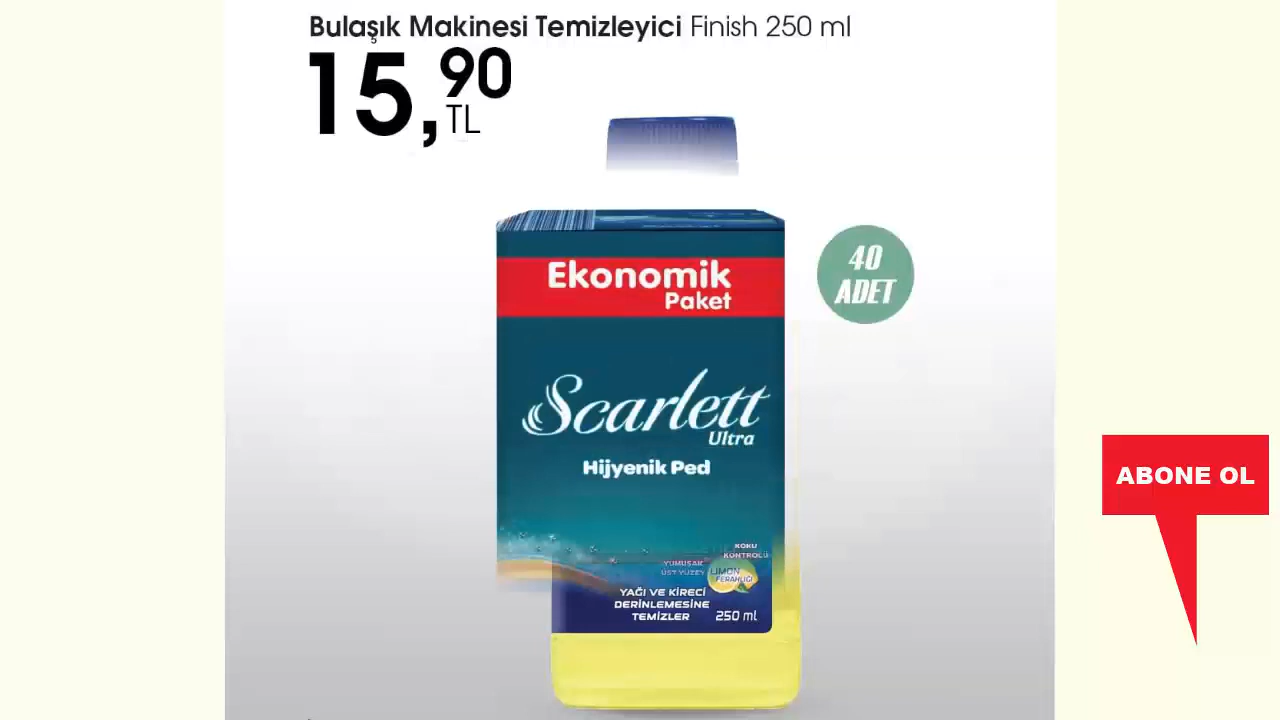 Bulaşık Makinesi Temizleyici Finish 250 ml
15,90
TL
40
ADET
Ekonomik
Paket
Scarlett
Ultra
Hijyenik Ped
ABONE OL
KOKU
KONTROLÜ
YUMUŞAK
ÜST YÜZEY
LİMON
FERAHLIĞI
YAĞI VE KİRECİ
DERİNLEMESİNE
TEMİZLER
250 ml